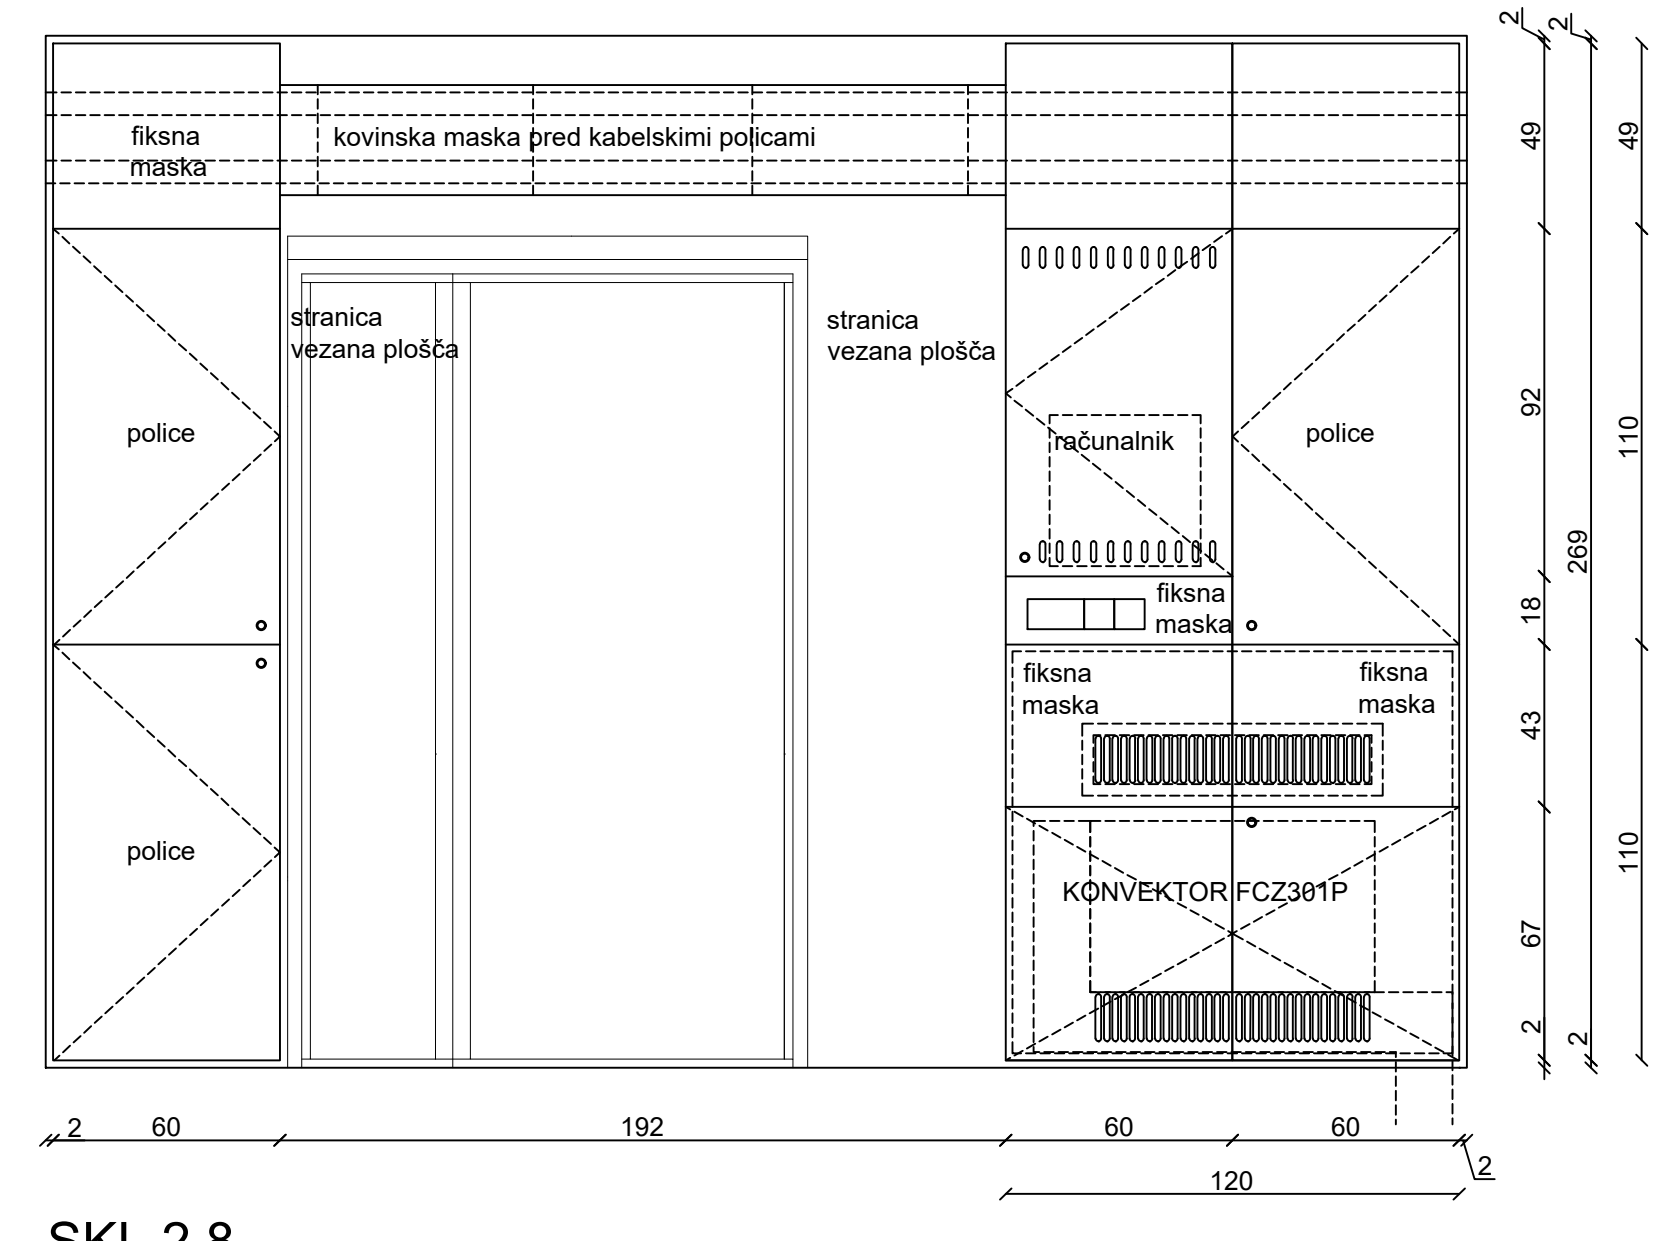 2
2
fiksna
maska
kovinska maska pred kabelskimi policami
49
49
stranica
vezana plošča
stranica
vezana plošča
police
računalnik
police
92
110
269
fiksna
maska
18
fiksna
maska
fiksna
maska
43
police
KONVEKTOR FCZ301P
67
110
2
2
2
60
192
60
60
2
120
SKL 2.8